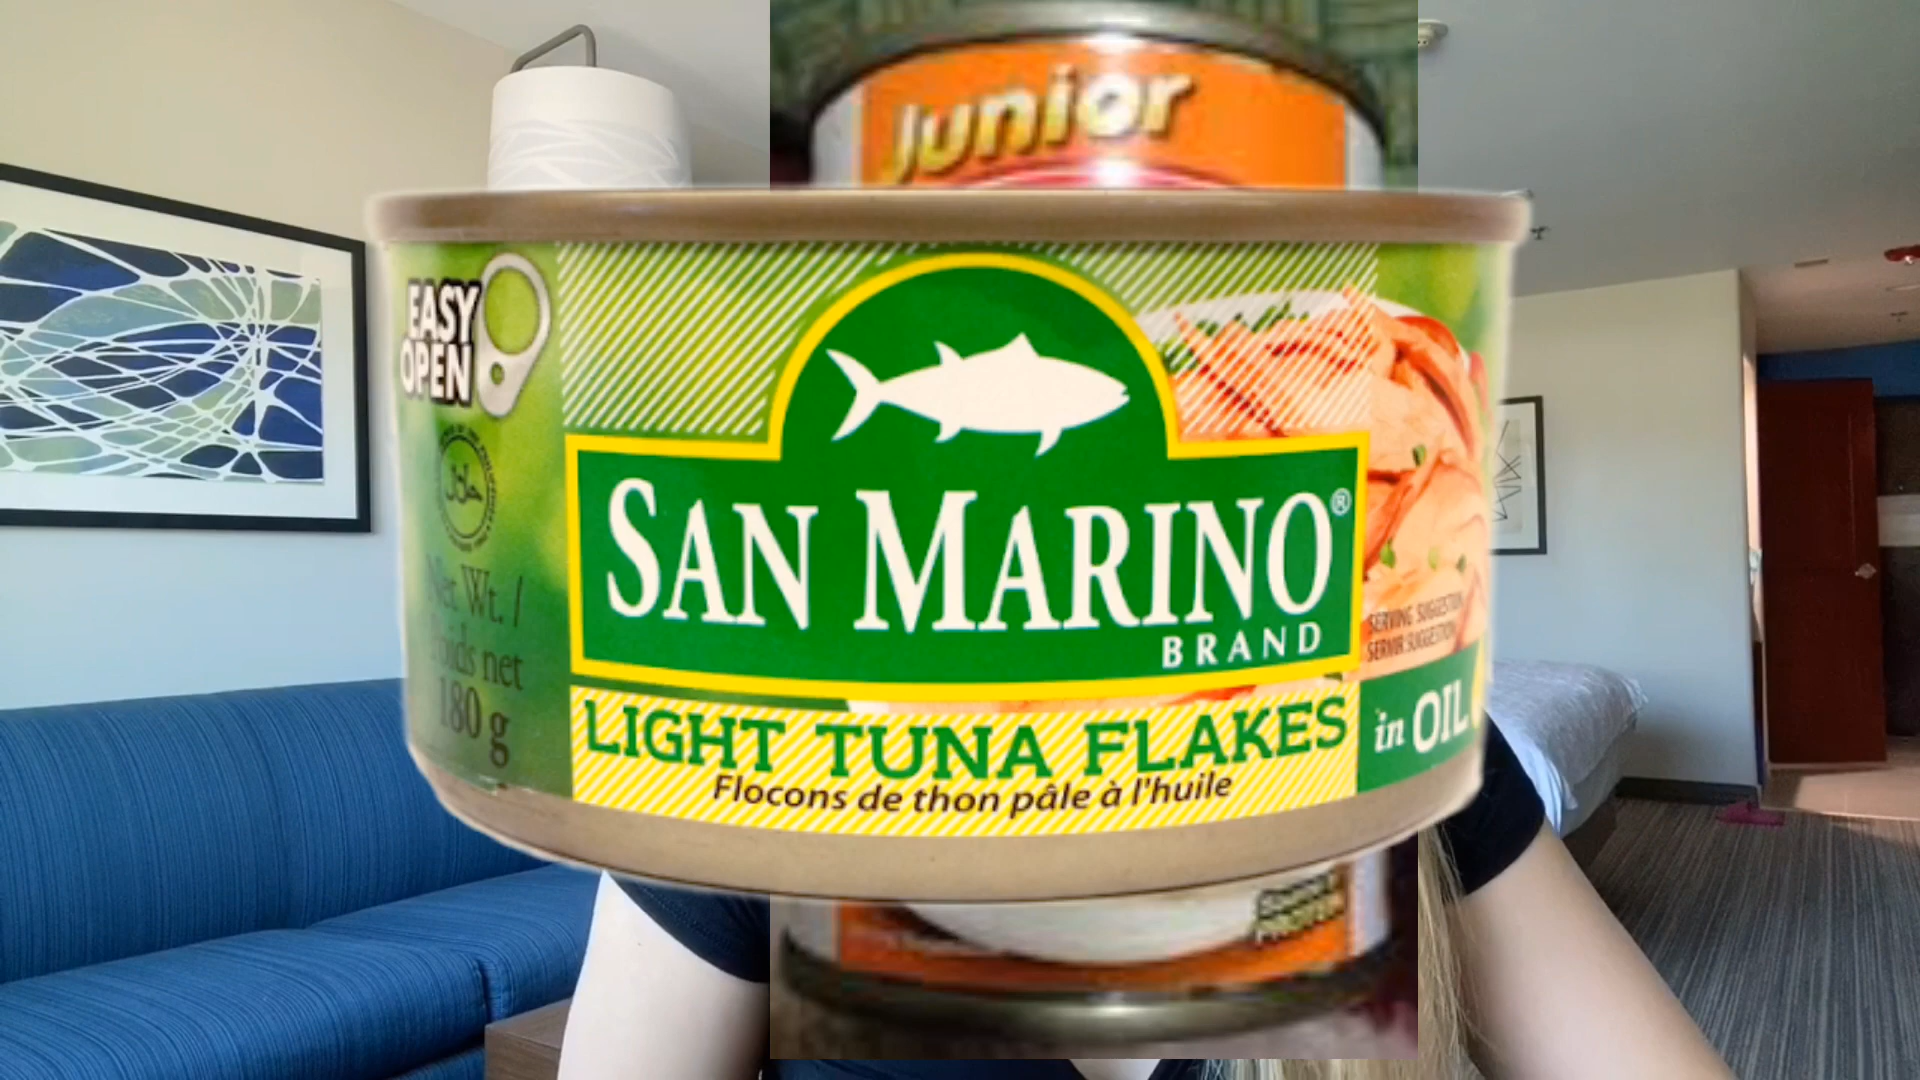 Junior
EASY
OPEN
SAN MARINO®
BRAND
Net Wt. /
Poids net
180 g
SERVING SUGGESTION
SERVIR SUGGESTION
LIGHT TUNA FLAKES
in OIL
Flocons de thon pâle à l'huile